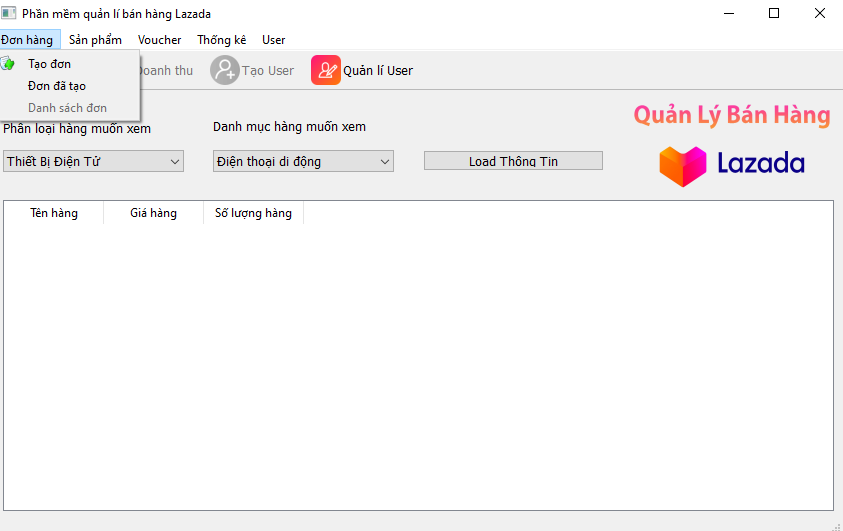 Phần mềm quản lí bán hàng Lazada
Đơn hàng Sản phẩm Voucher Thống kê User
Tạo đơn
Đơn đã tạo
Danh sách đơn
Doanh thu Tạo User Quản lí User
Quản Lý Bán Hàng
Lazada
Phân loại hàng muốn xem Danh mục hàng muốn xem
Thiết Bị Điện Tử Điện thoại di động Load Thông Tin
Tên hàng Giá hàng Số lượng hàng